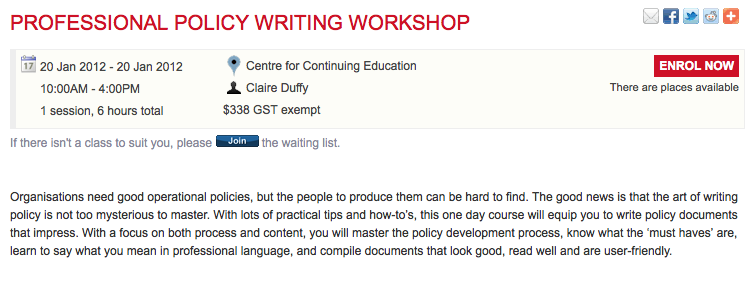 PROFESSIONAL POLICY WRITING WORKSHOP
17 20 Jan 2012 - 20 Jan 2012
10:00AM - 4:00PM
1 session, 6 hours total
Centre for Continuing Education
Claire Duffy
$338 GST exempt
ENROL NOW
There are places available
If there isn't a class to suit you, please Join the waiting list.
Organisations need good operational policies, but the people to produce them can be hard to find. The good news is that the art of writing
policy is not too mysterious to master. With lots of practical tips and how-to's, this one day course will equip you to write policy documents
that impress. With a focus on both process and content, you will master the policy development process, know what the ‘must haves’ are,
learn to say what you mean in professional language, and compile documents that look good, read well and are user-friendly.